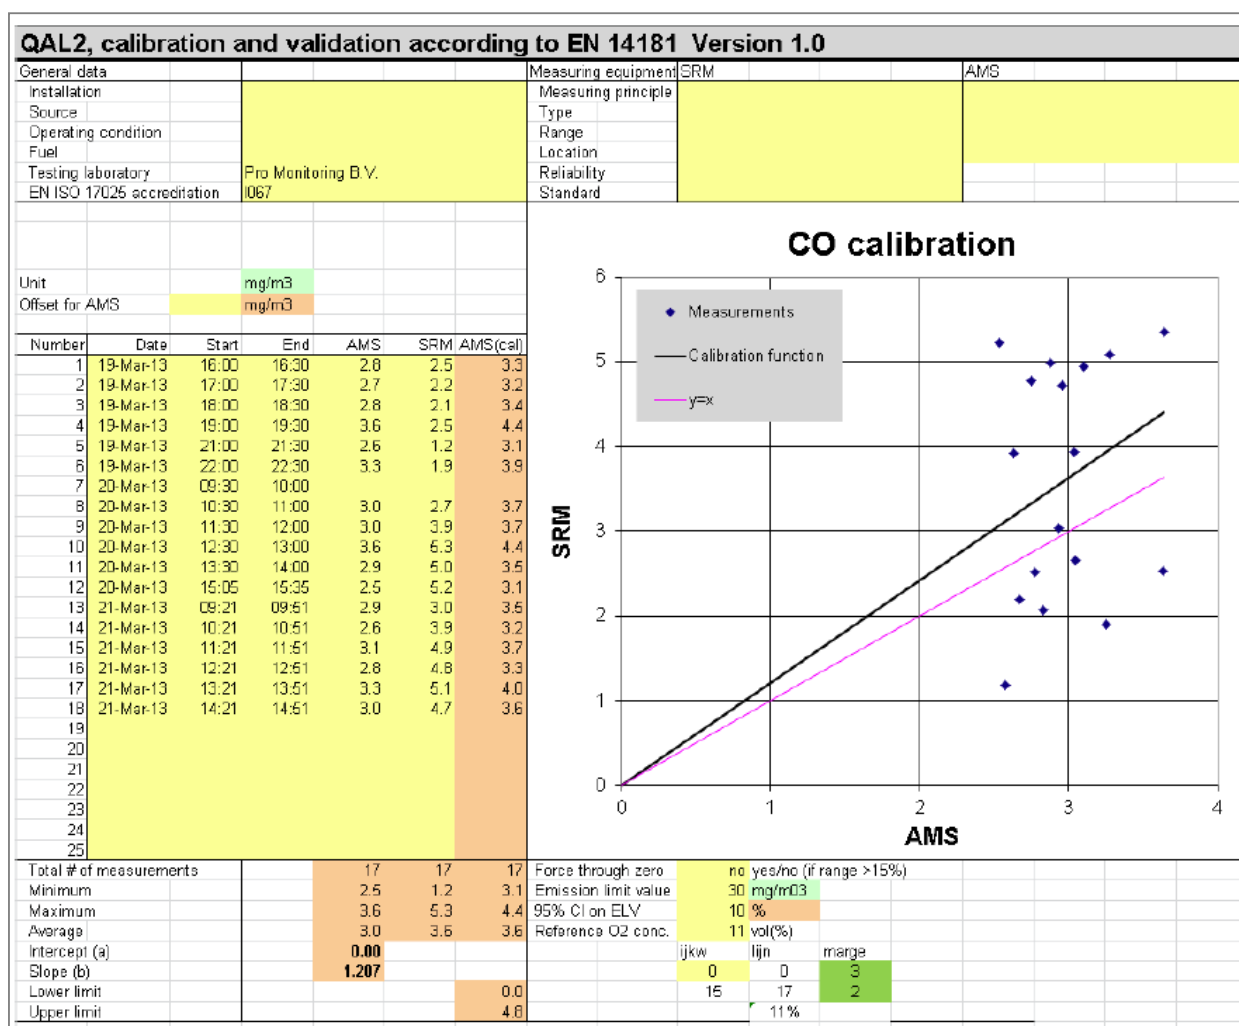 QAL2, calibration and validation according to EN 14181 Version 1.0
General data Measuring equipment SRM AMS
Installation Measuring principle
Source Type
Operating condition Range
Fuel Location
Testing laboratory Pro Monitoring B.V. Reliability
EN ISO 17025 accreditation I067 Standard
CO calibration
Unit mg/m3
Offset for AMS mg/m3
Number Date Start End AMS SRM AMS(cal)
1 19-Mar-13 16:00 16:30 2.8 2.5 3.3
2 19-Mar-13 17:00 17:30 2.7 2.2 3.2
3 19-Mar-13 18:00 18:30 2.8 2.1 3.4
4 19-Mar-13 19:00 19:30 3.6 2.5 4.4
5 19-Mar-13 21:00 21:30 2.6 1.2 3.1
6 19-Mar-13 22:00 22:30 3.3 1.9 3.9
7 20-Mar-13 09:30 10:00
8 20-Mar-13 10:30 11:00 3.0 2.7 3.7
9 20-Mar-13 11:30 12:00 3.0 3.9 3.7
10 20-Mar-13 12:30 13:00 3.6 5.3 4.4
11 20-Mar-13 13:30 14:00 2.9 5.0 3.5
12 20-Mar-13 15:05 15:35 2.5 5.2 3.1
13 21-Mar-13 09:21 09:51 2.9 3.0 3.5
14 21-Mar-13 10:21 10:51 2.6 3.9 3.2
15 21-Mar-13 11:21 11:51 3.1 4.9 3.7
16 21-Mar-13 12:21 12:51 2.8 4.8 3.3
17 21-Mar-13 13:21 13:51 3.3 5.1 4.0
18 21-Mar-13 14:21 14:51 3.0 4.7 3.6
19
20
21
22
23
24
25
Measurements
Calibration function
y=x
6
5
4
3
2
1
0
SRM
0 1 2 3 4
AMS
Total # of measurements 17 17 17 Force through zero no yes/no (if range >15%)
Minimum 2.5 1.2 3.1 Emission limit value 30 mg/m03
Maximum 3.6 5.3 4.4 95% CI on ELV 10 %
Average 3.0 3.6 3.6 Reference O2 conc. 11 vol(%)
Intercept (a) 0.00 ijkw lijn marge
Slope (b) 1.207 0 0 3
Lower limit 0.0 15 17 2
Upper limit 4.8 11%